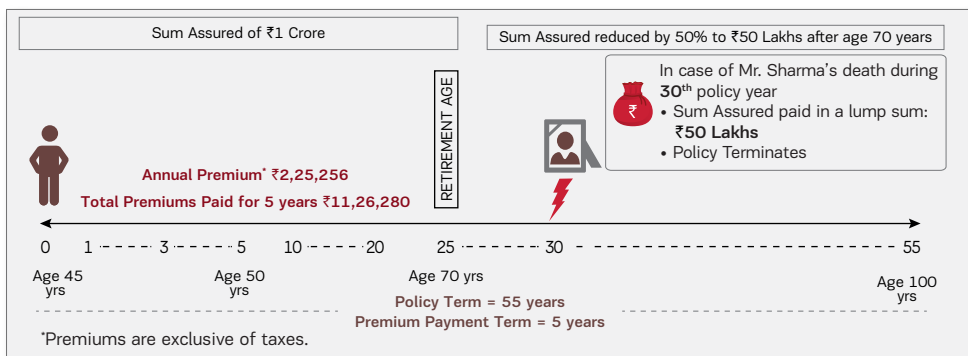 Sum Assured of ₹1 Crore
Sum Assured reduced by 50% to ₹50 Lakhs after age 70 years
In case of Mr. Sharma's death during
30th policy year
• Sum Assured paid in a lump sum:
₹50 Lakhs
• Policy Terminates
₹
RETIREMENT AGE
Annual Premium* ₹2,25,256
Total Premiums Paid for 5 years ₹11,26,280
0 1 - - - - - - 3 - - - - - - 5 10 - - - - - - 20 25 - - - - - - 30 - - - - - - 55
Age 45
yrs
Age 50
yrs
Age 70 yrs
Age 100
yrs
Policy Term = 55 years
Premium Payment Term = 5 years
*Premiums are exclusive of taxes.